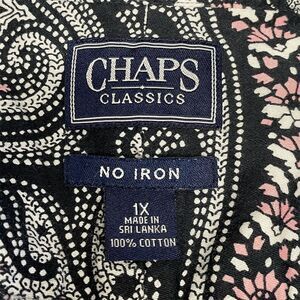 CHAPS
CLASSICS
NO IRON
1X
MADE IN
SRI LANKA
100% COTTON